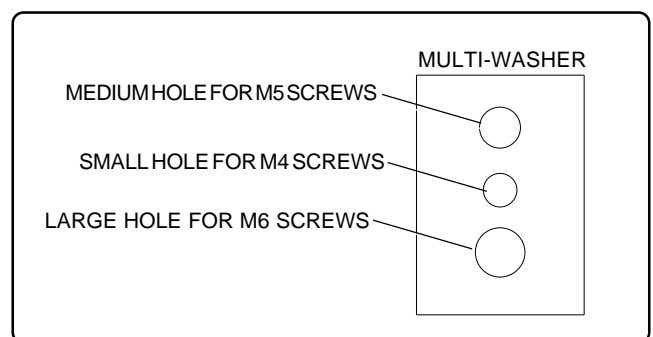 MULTI-WASHER
MEDIUM HOLE FOR M5 SCREWS
SMALL HOLE FOR M4 SCREWS
LARGE HOLE FOR M6 SCREWS